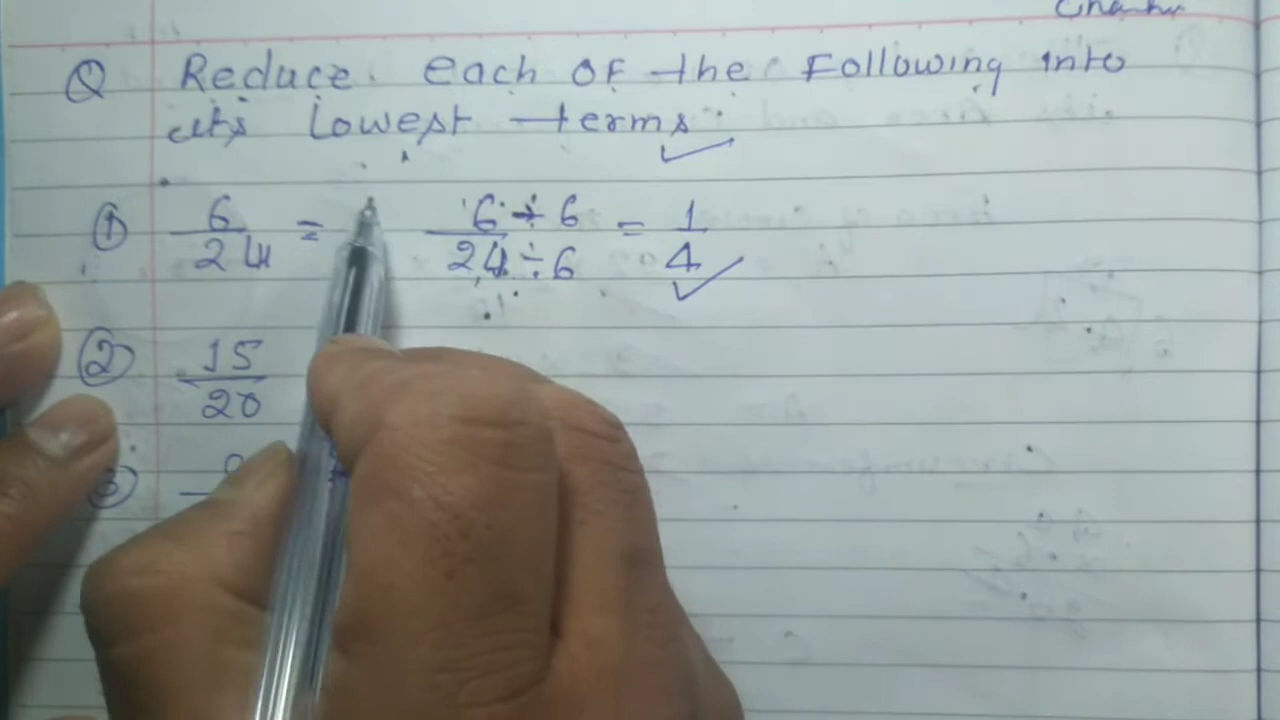 Q Reduce each of the Following into
its lowest terms
① 6/24 = 6÷6/24÷6 = 1/4
② 15/20
③